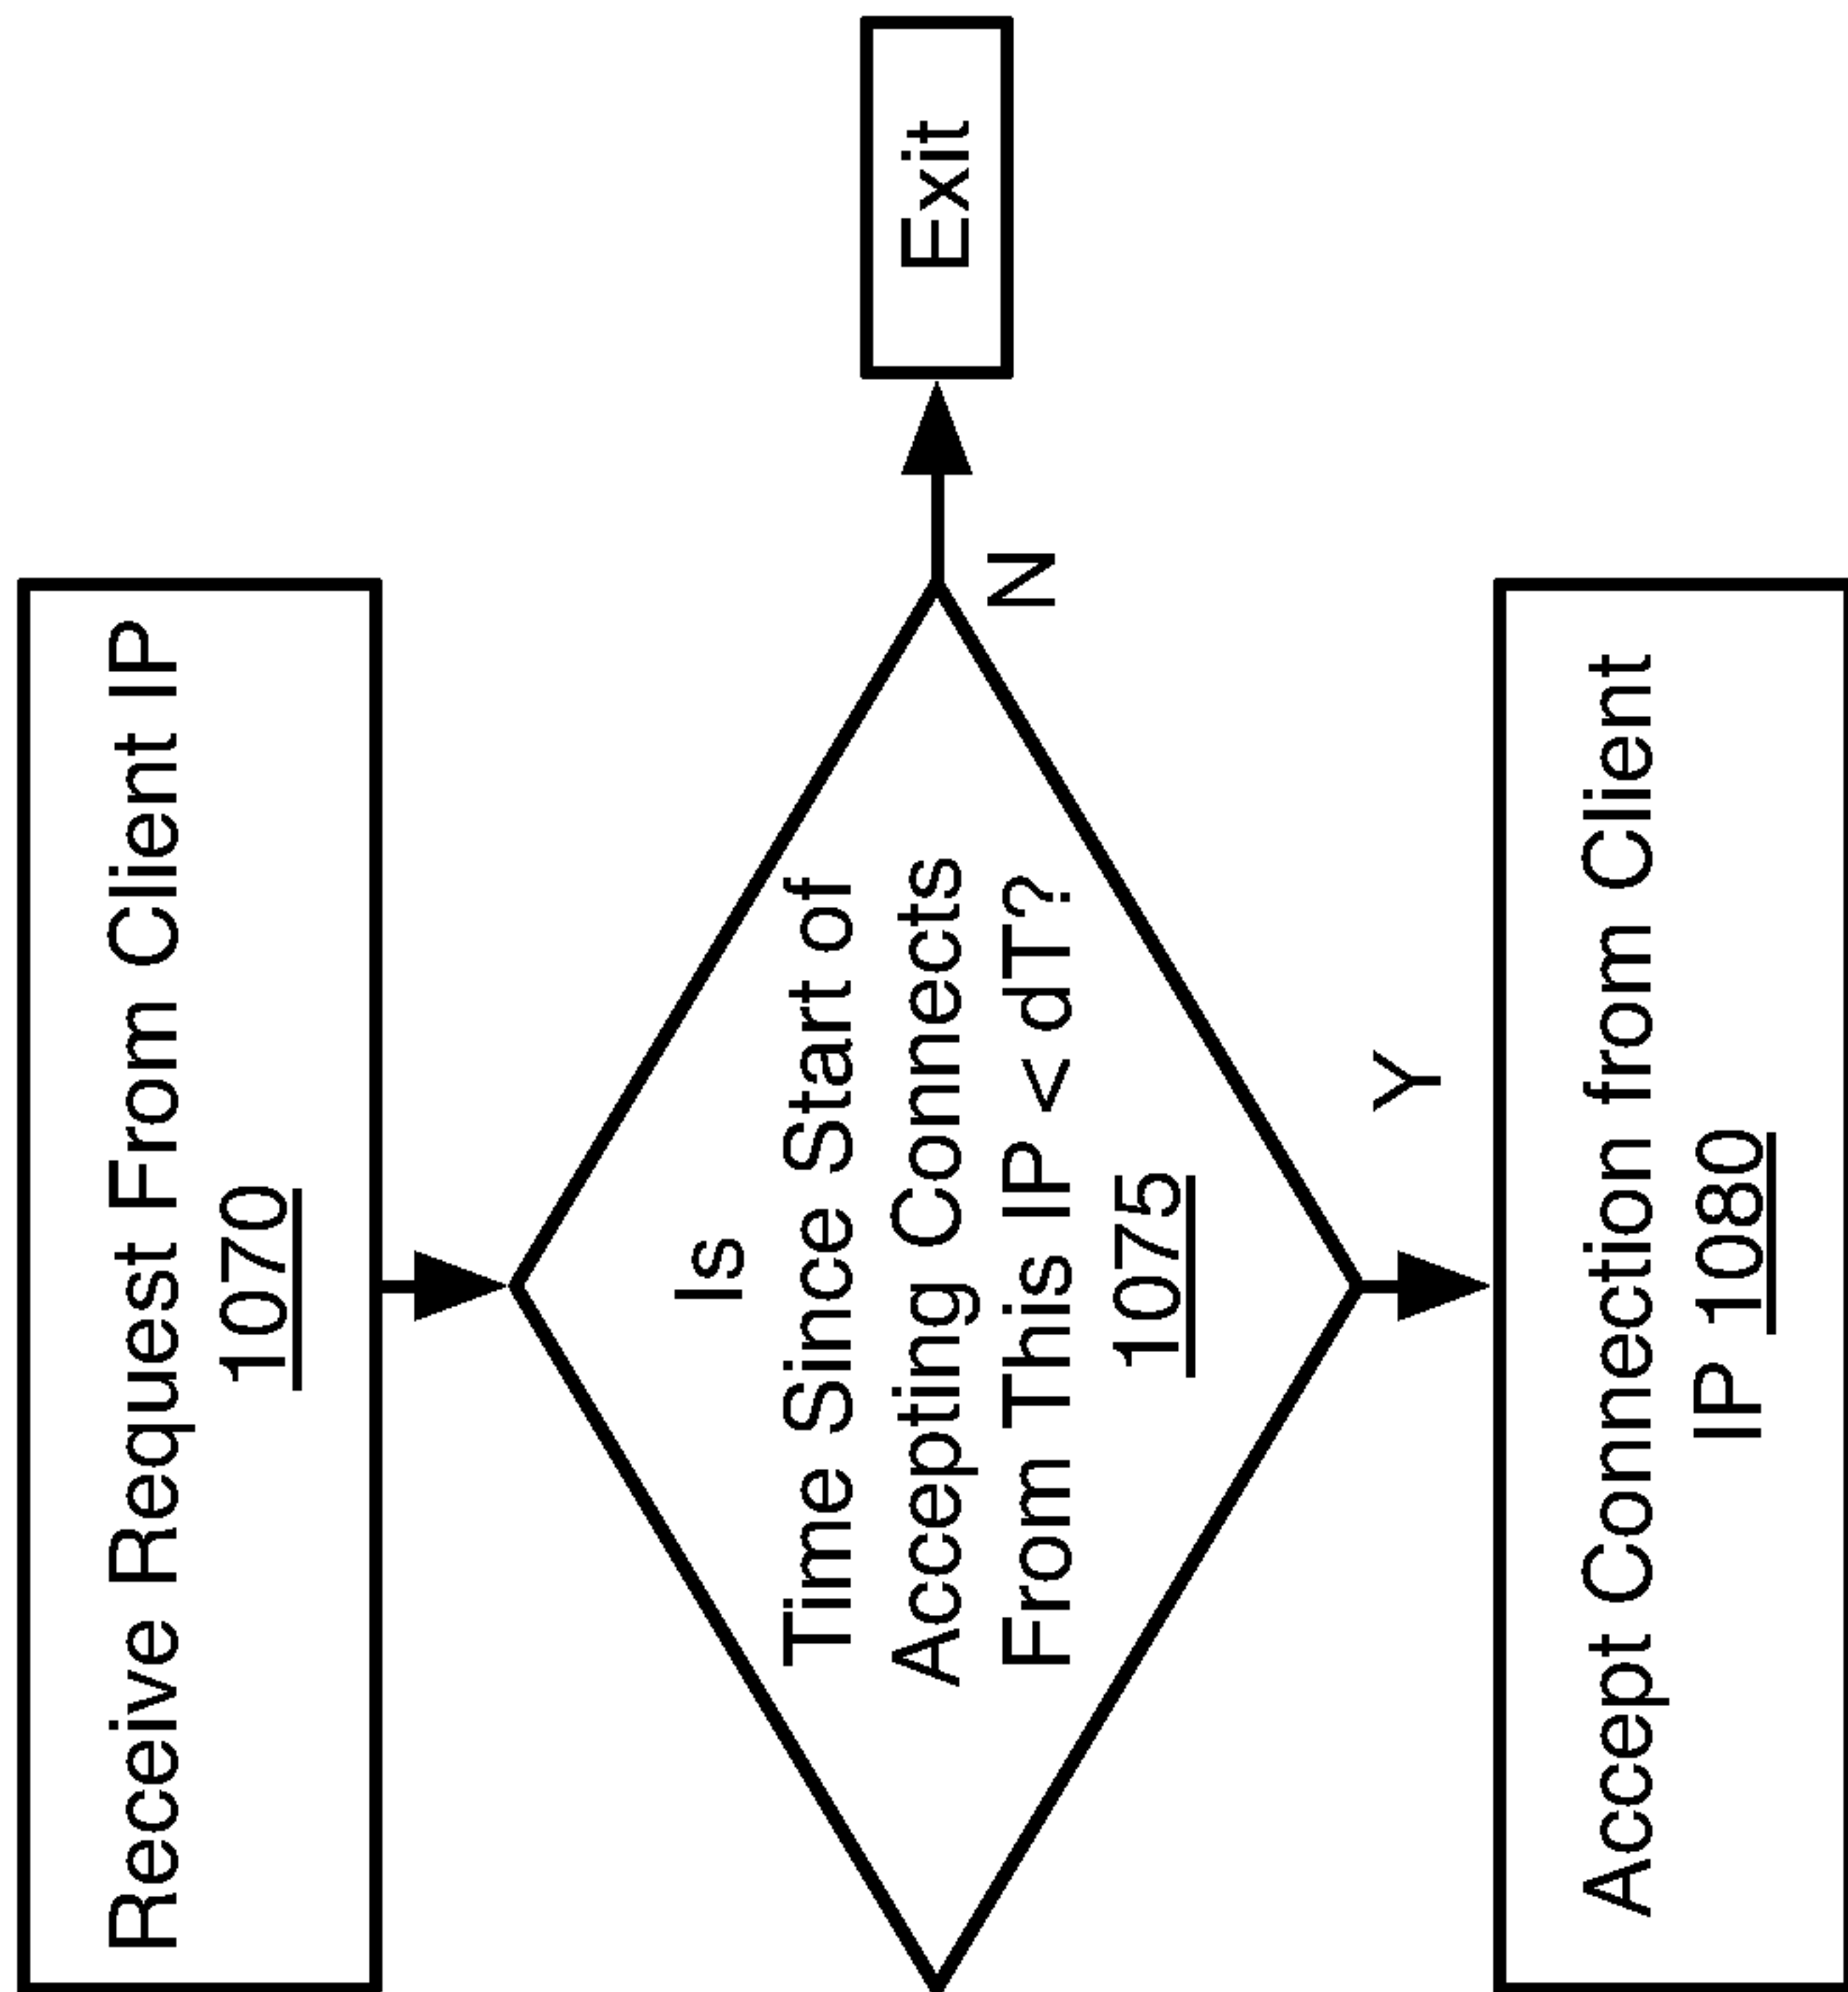 Receive Request From Client IP
1070
Is
Time Since Start of
Accepting Connects
From This IP < dT?
1075
N
Exit
Y
Accept Connection from Client
IP 1080